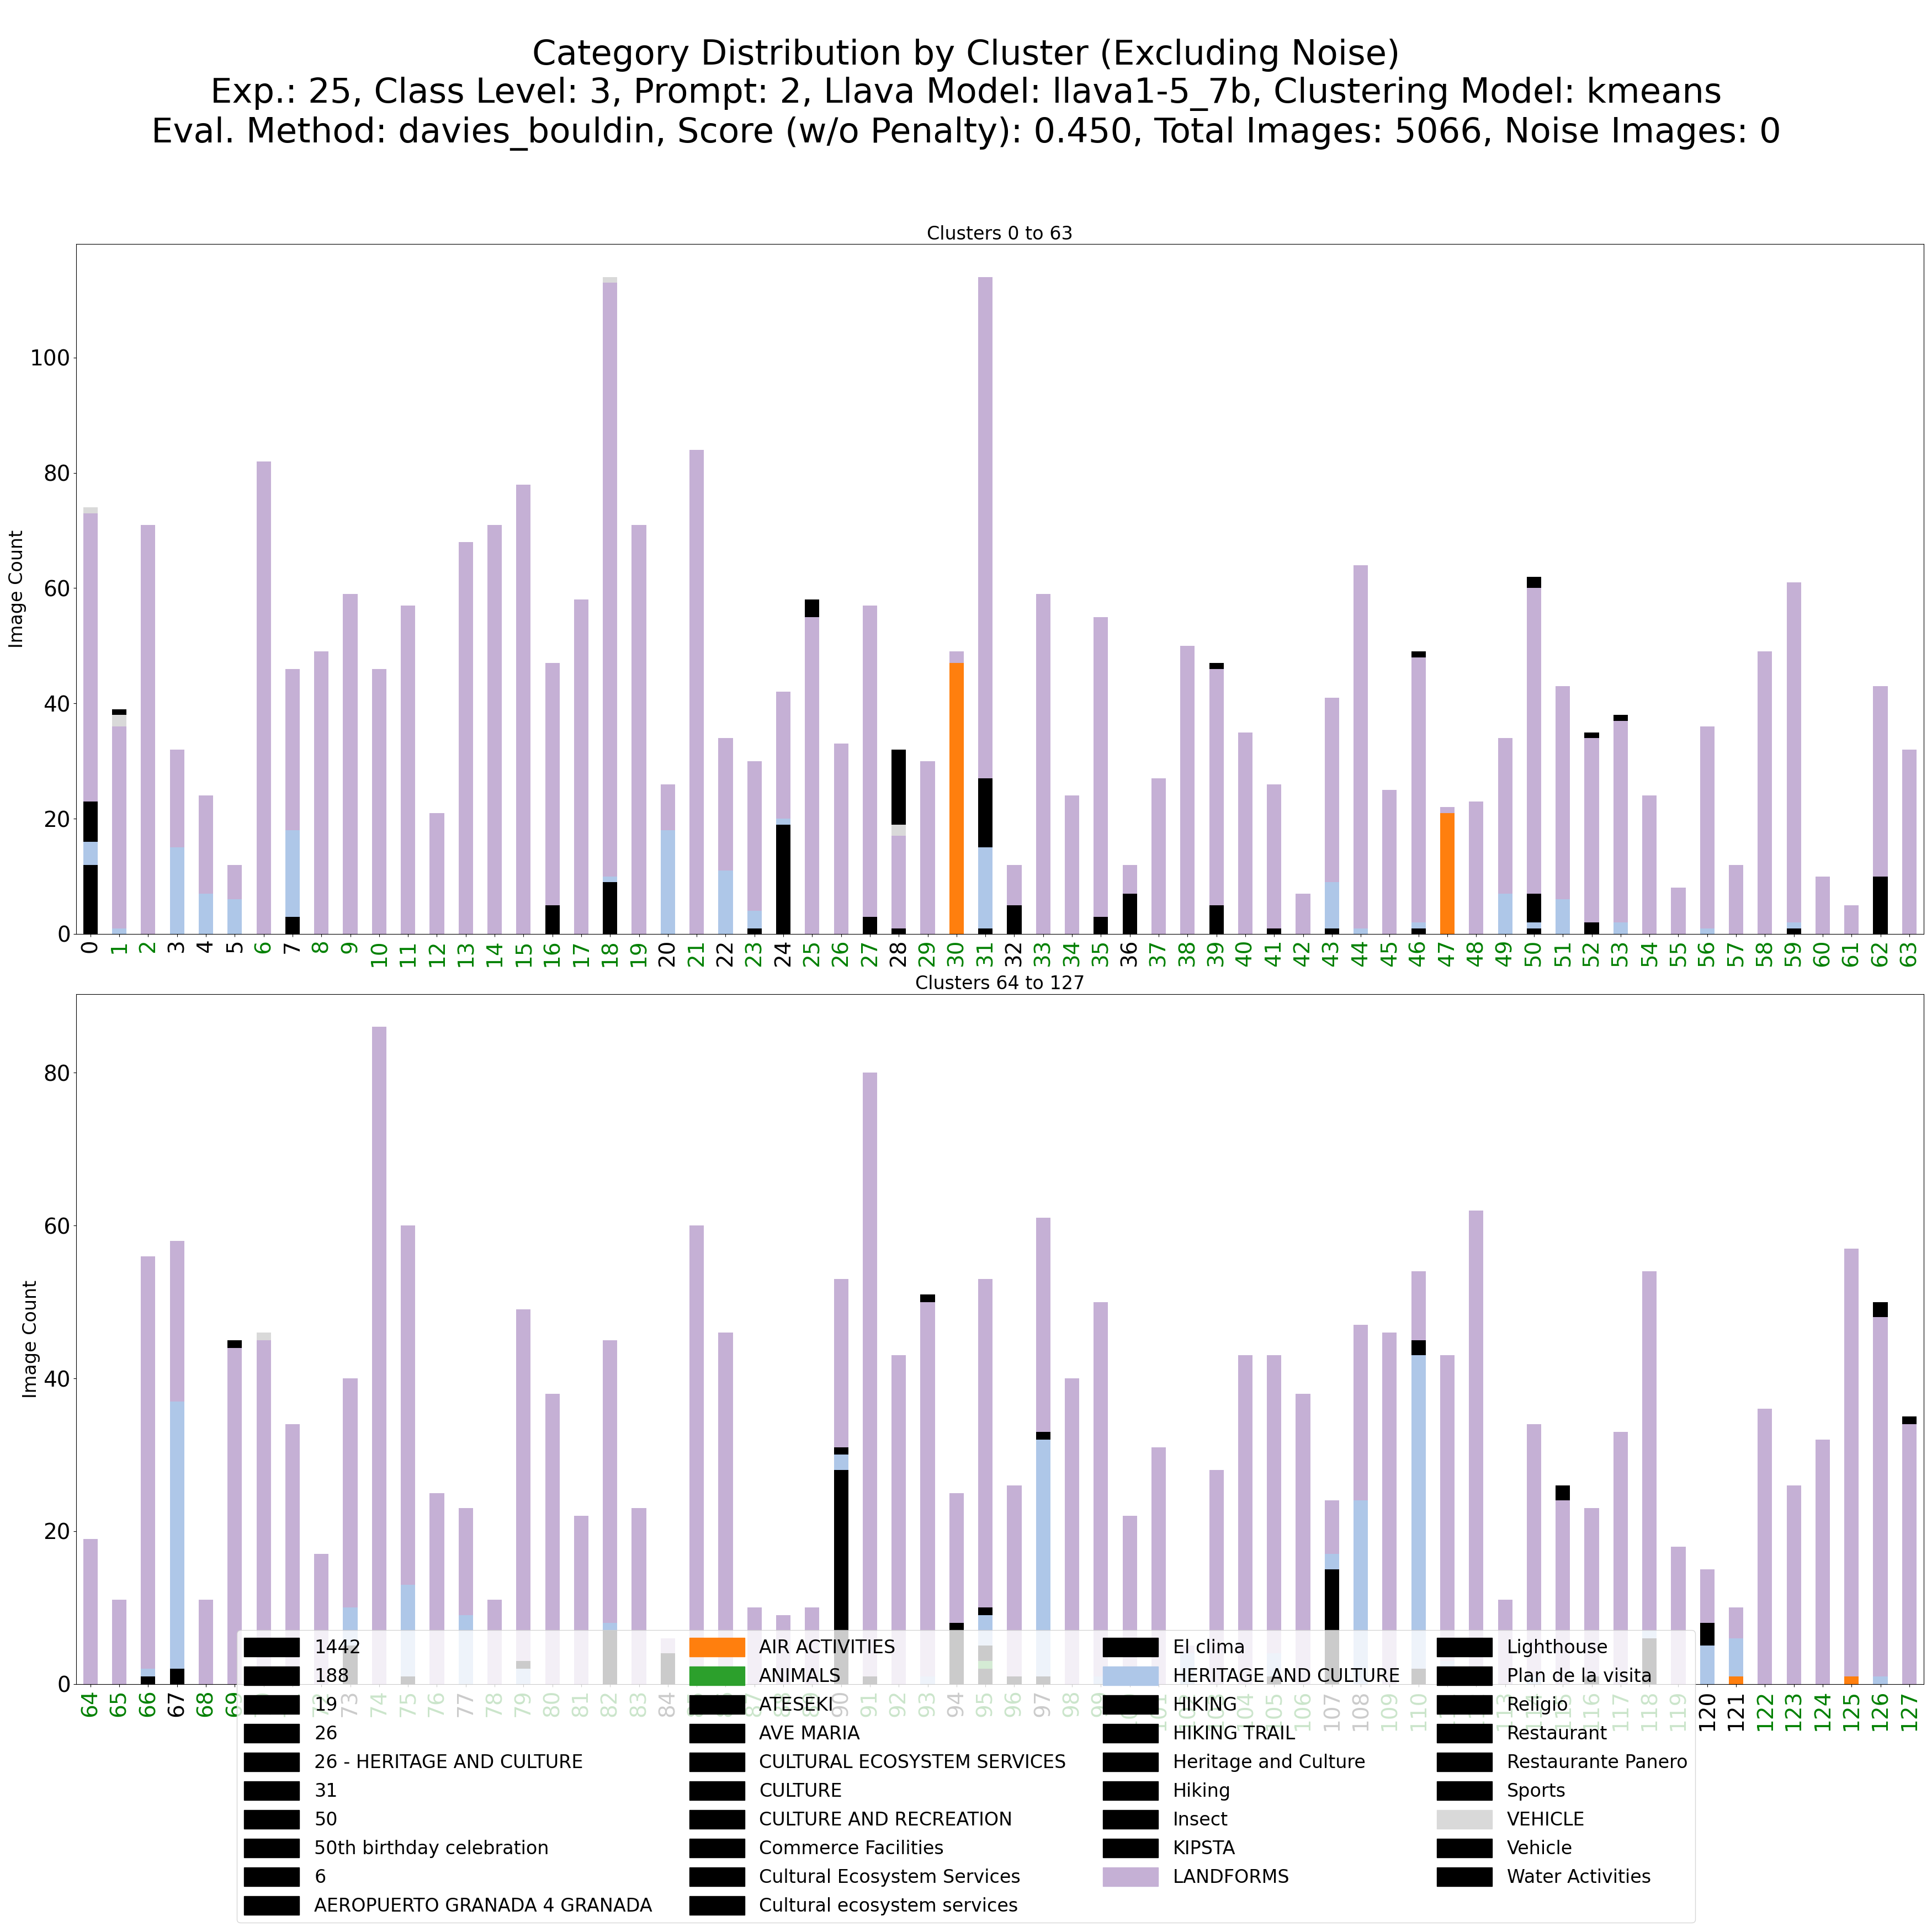 Category Distribution by Cluster (Excluding Noise)
Exp.: 25, Class Level: 3, Prompt: 2, Llava Model: llava1-5_7b, Clustering Model: kmeans
Eval. Method: davies_bouldin, Score (w/o Penalty): 0.450, Total Images: 5066, Noise Images: 0
Clusters 0 to 63
Image Count
100
80
60
40
20
0
0 1 2 3 4 5 6 7 8 9 10 11 12 13 14 15 16 17 18 19 20 21 22 23 24 25 26 27 28 29 30 31 32 33 34 35 36 37 38 39 40 41 42 43 44 45 46 47 48 49 50 51 52 53 54 55 56 57 58 59 60 61 62 63
Clusters 64 to 127
Image Count
80
60
40
20
0
64 65 66 67 68 69 73 74 75 76 77 78 79 80 81 82 83 84 90 91 92 93 94 95 96 97 98 99 104 105 106 107 108 109 110 116 117 118 119 120 121 122 123 124 125 126 127
1442
188
19
26
26 - HERITAGE AND CULTURE
31
50
50th birthday celebration
6
AEROPUERTO GRANADA 4 GRANADA
AIR ACTIVITIES
ANIMALS
ATESEKI
AVE MARIA
CULTURAL ECOSYSTEM SERVICES
CULTURE
CULTURE AND RECREATION
Commerce Facilities
Cultural Ecosystem Services
Cultural ecosystem services
El clima
HERITAGE AND CULTURE
HIKING
HIKING TRAIL
Heritage and Culture
Hiking
Insect
KIPSTA
LANDFORMS
Lighthouse
Plan de la visita
Religio
Restaurant
Restaurante Panero
Sports
VEHICLE
Vehicle
Water Activities